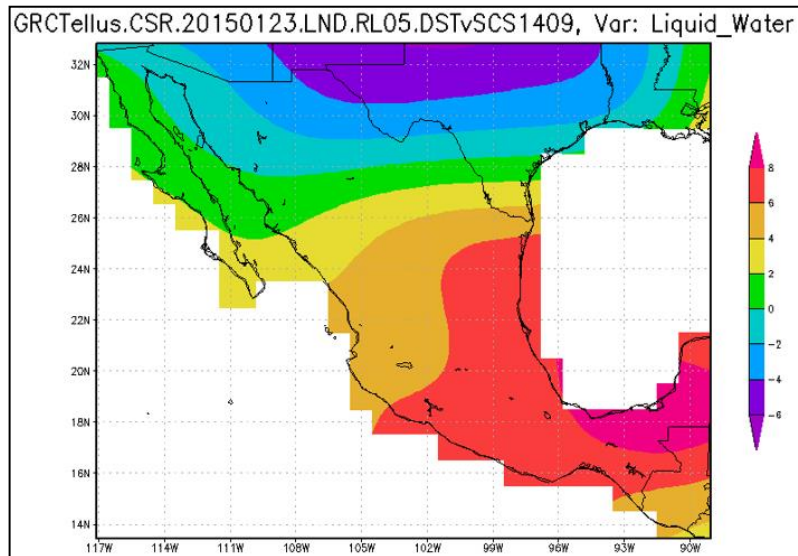 GRCTellus.CSR.20150123.LND.RL05.DSTvSCS1409, Var: Liquid_Water
32N
30N
28N
26N
24N
22N
20N
18N
16N
14N
117W 114W 111W 108W 105W 102W 99W 96W 93W 90W
8
6
4
2
0
-2
-4
-6